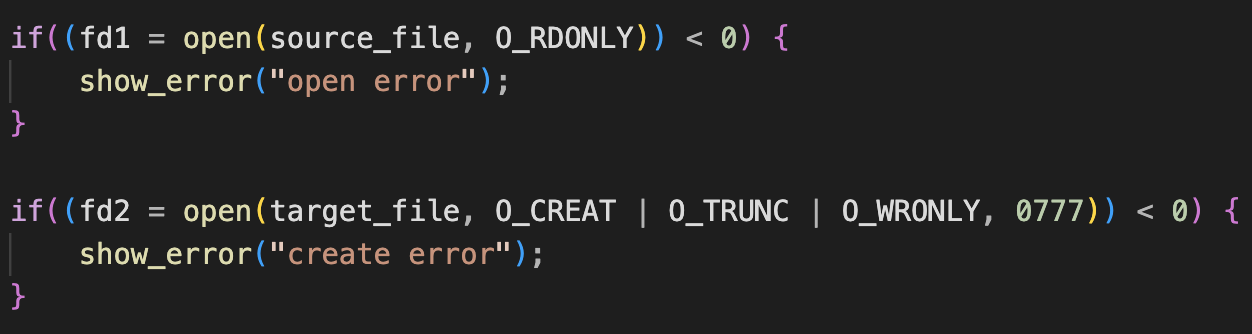 if((fd1 = open(source_file, O_RDONLY)) < 0) {
    show_error("open error");
}
if((fd2 = open(target_file, O_CREAT | O_TRUNC | O_WRONLY, 0777)) < 0) {
    show_error("create error");
}